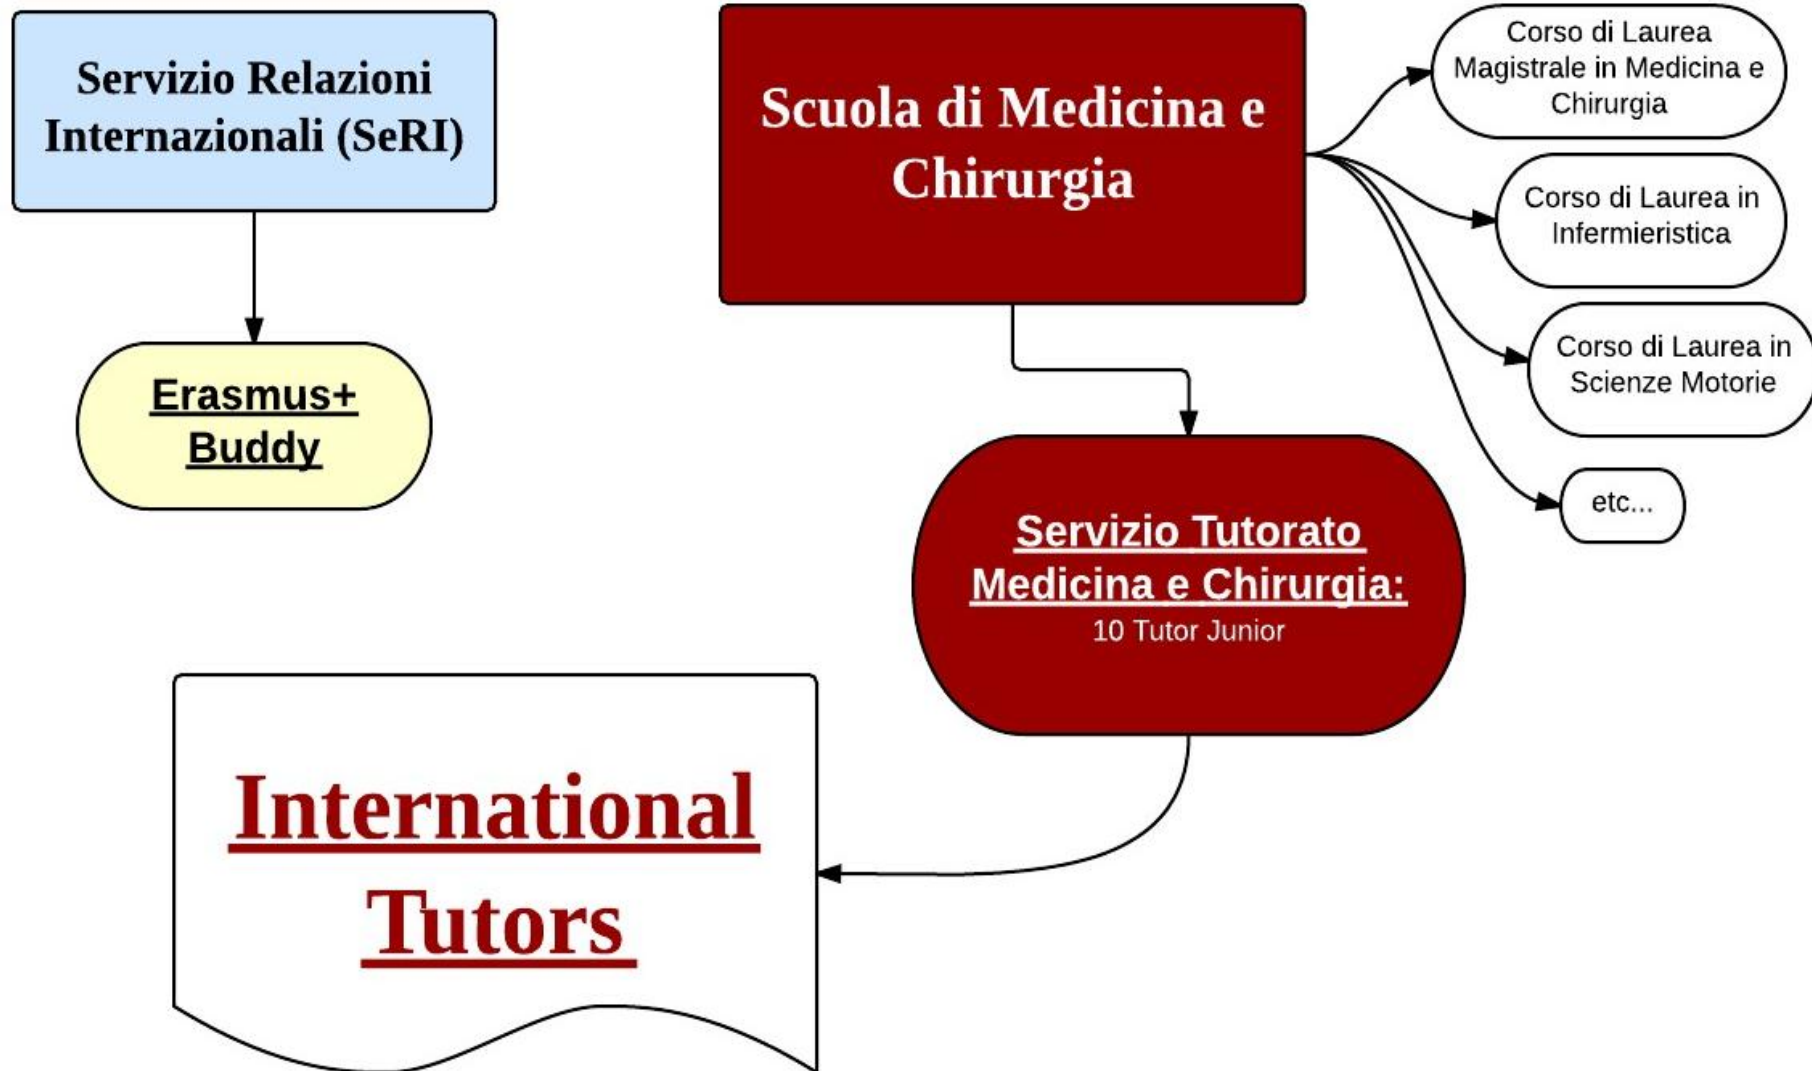 Servizio Relazioni
Internazionali (SeRI)
Erasmus+
Buddy
Scuola di Medicina e
Chirurgia
Corso di Laurea
Magistrale in Medicina e
Chirurgia
Corso di Laurea in
Infermieristica
Corso di Laurea in
Scienze Motorie
etc...
Servizio Tutorato
Medicina e Chirurgia:
10 Tutor Junior
International
Tutors